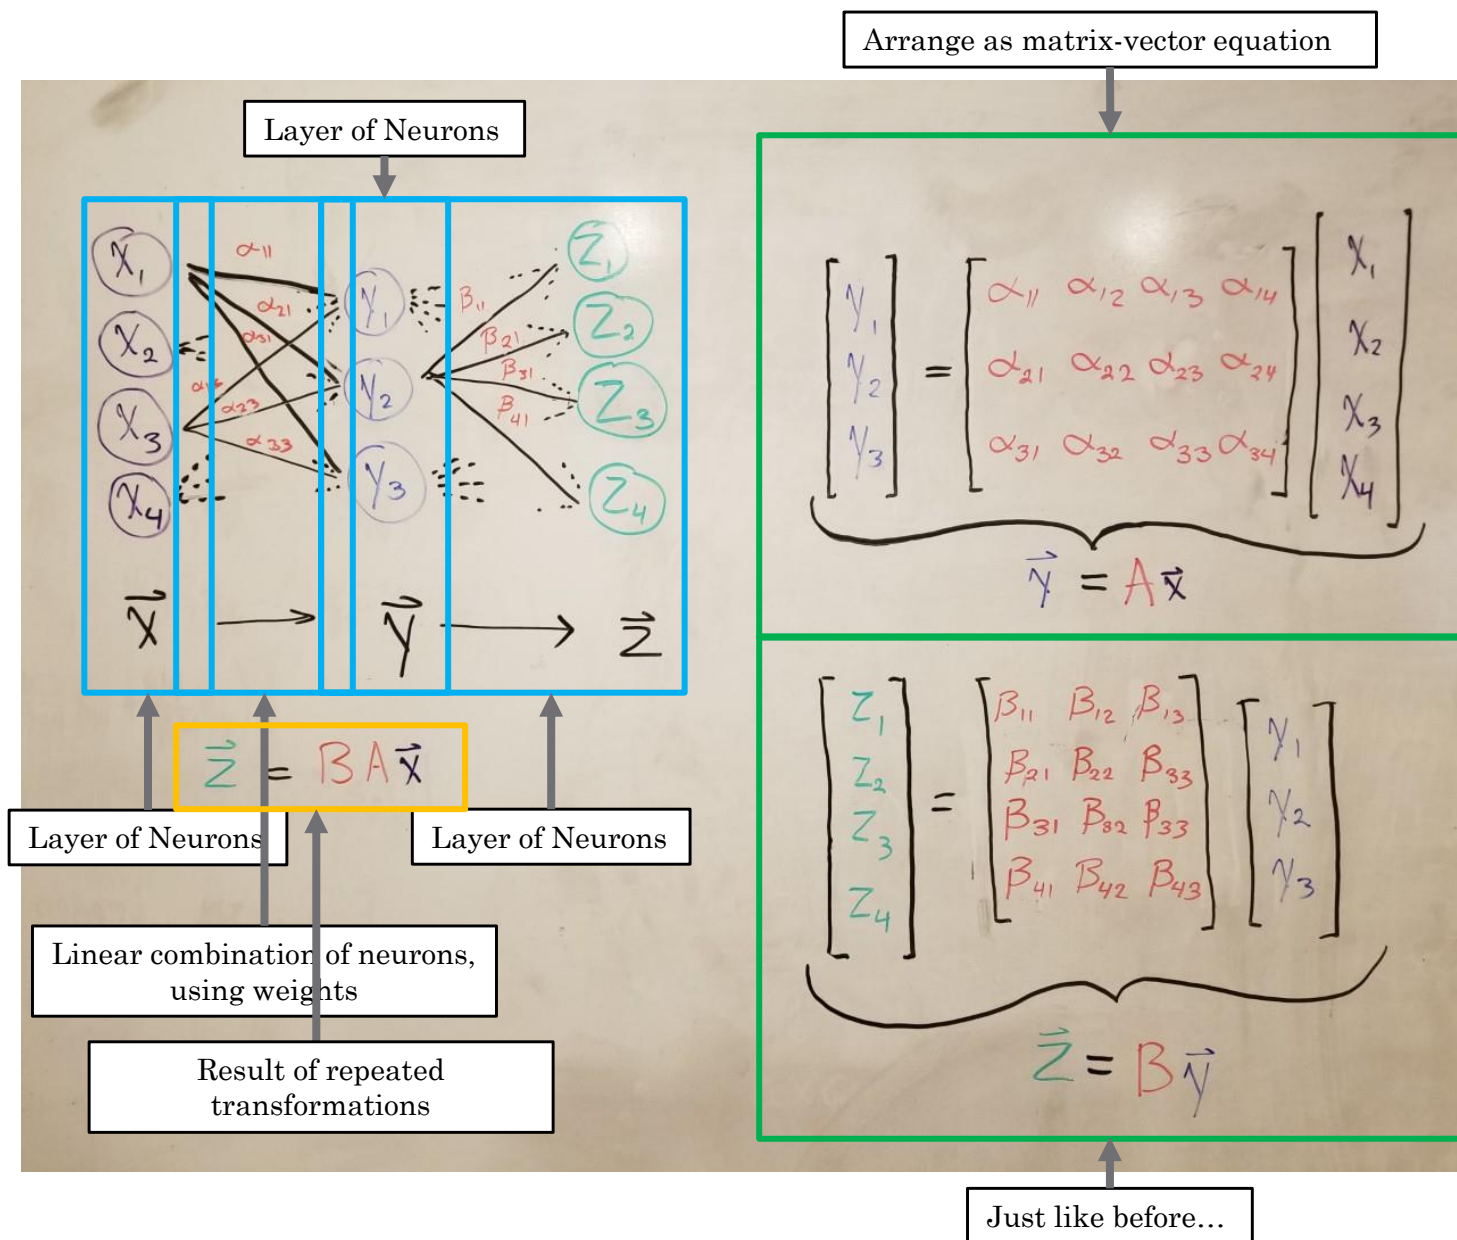 Arrange as matrix-vector equation
Layer of Neurons
X₁
X₂
X₃
X₄
α₁₁
α₂₁
α₃₁
α₂₃
α₃₃
y₁
y₂
y₃
β₁₁
β₂₁
β₃₁
β₄₁
Z₁
Z₂
Z₃
Z₄
x⃗ → y⃗ → z⃗
z⃗ = B A x⃗
Layer of Neurons
Layer of Neurons
Linear combination of neurons,
using weights
Result of repeated
transformations
y₁ α₁₁ α₁₂ α₁₃ α₁₄ x₁
y₂ = α₂₁ α₂₂ α₂₃ α₂₄ x₂
y₃ α₃₁ α₃₂ α₃₃ α₃₄ x₃
x₄
y⃗ = A x⃗
Z₁ β₁₁ β₁₂ β₁₃ y₁
Z₂ = β₂₁ β₂₂ β₃₃ y₂
Z₃ β₃₁ β₃₂ β₃₃ y₃
Z₄ β₄₁ β₄₂ β₄₃
z⃗ = B y⃗
Just like before…